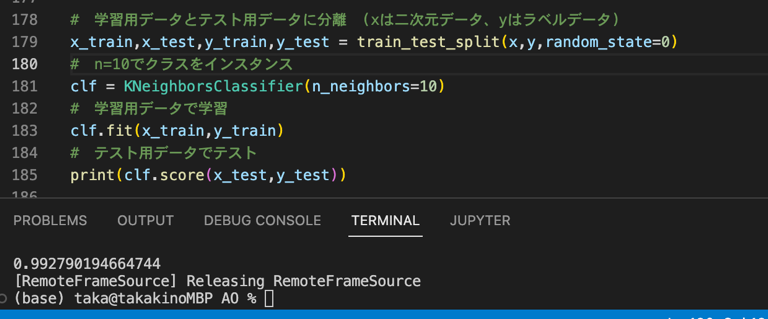 178 # 学習用データとテスト用データに分離 (xは二次元データ、yはラベルデータ)
179 x_train,x_test,y_train,y_test = train_test_split(x,y,random_state=0)
180 # n=10でクラスをインスタンス
181 clf = KNeighborsClassifier(n_neighbors=10)
182 # 学習用データで学習
183 clf.fit(x_train,y_train)
184 # テスト用データでテスト
185 print(clf.score(x_test,y_test))
PROBLEMS OUTPUT DEBUG CONSOLE TERMINAL JUPYTER
0.992790194664744
[RemoteFrameSource] Releasing RemoteFrameSource
(base) taka@takakinoMBP AO %